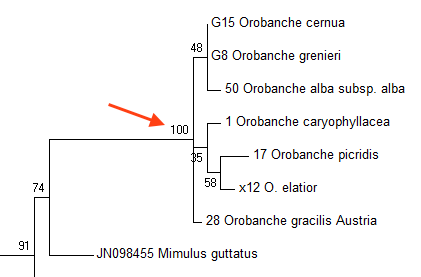 G15 Orobanche cernua
48
G8 Orobanche grenieri
50 Orobanche alba subsp. alba
100
1 Orobanche caryophyllacea
35
17 Orobanche picridis
58
x12 O. elatior
74
28 Orobanche gracilis Austria
91
JN098455 Mimulus guttatus